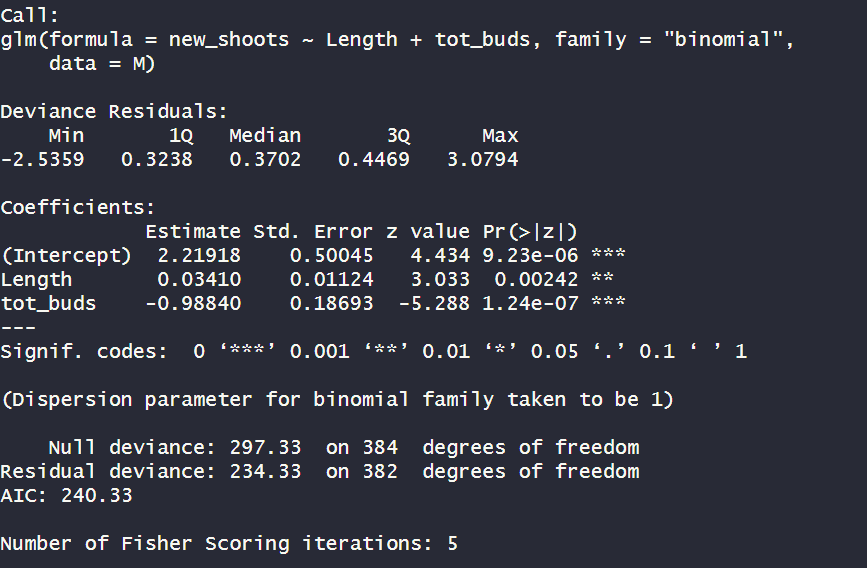 Call:
glm(formula = new_shoots ~ Length + tot_buds, family = "binomial",
    data = M)
Deviance Residuals:
    Min       1Q   Median       3Q      Max
-2.5359   0.3238   0.3702   0.4469   3.0794
Coefficients:
            Estimate Std. Error z value Pr(>|z|)
(Intercept)  2.21918    0.50045   4.434 9.23e-06 ***
Length       0.03410    0.01124   3.033  0.00242 **
tot_buds    -0.98840    0.18693  -5.288 1.24e-07 ***
---
Signif. codes:  0 ‘***’ 0.001 ‘**’ 0.01 ‘*’ 0.05 ‘.’ 0.1 ‘ ’ 1
(Dispersion parameter for binomial family taken to be 1)
    Null deviance: 297.33  on 384  degrees of freedom
Residual deviance: 234.33  on 382  degrees of freedom
AIC: 240.33
Number of Fisher Scoring iterations: 5